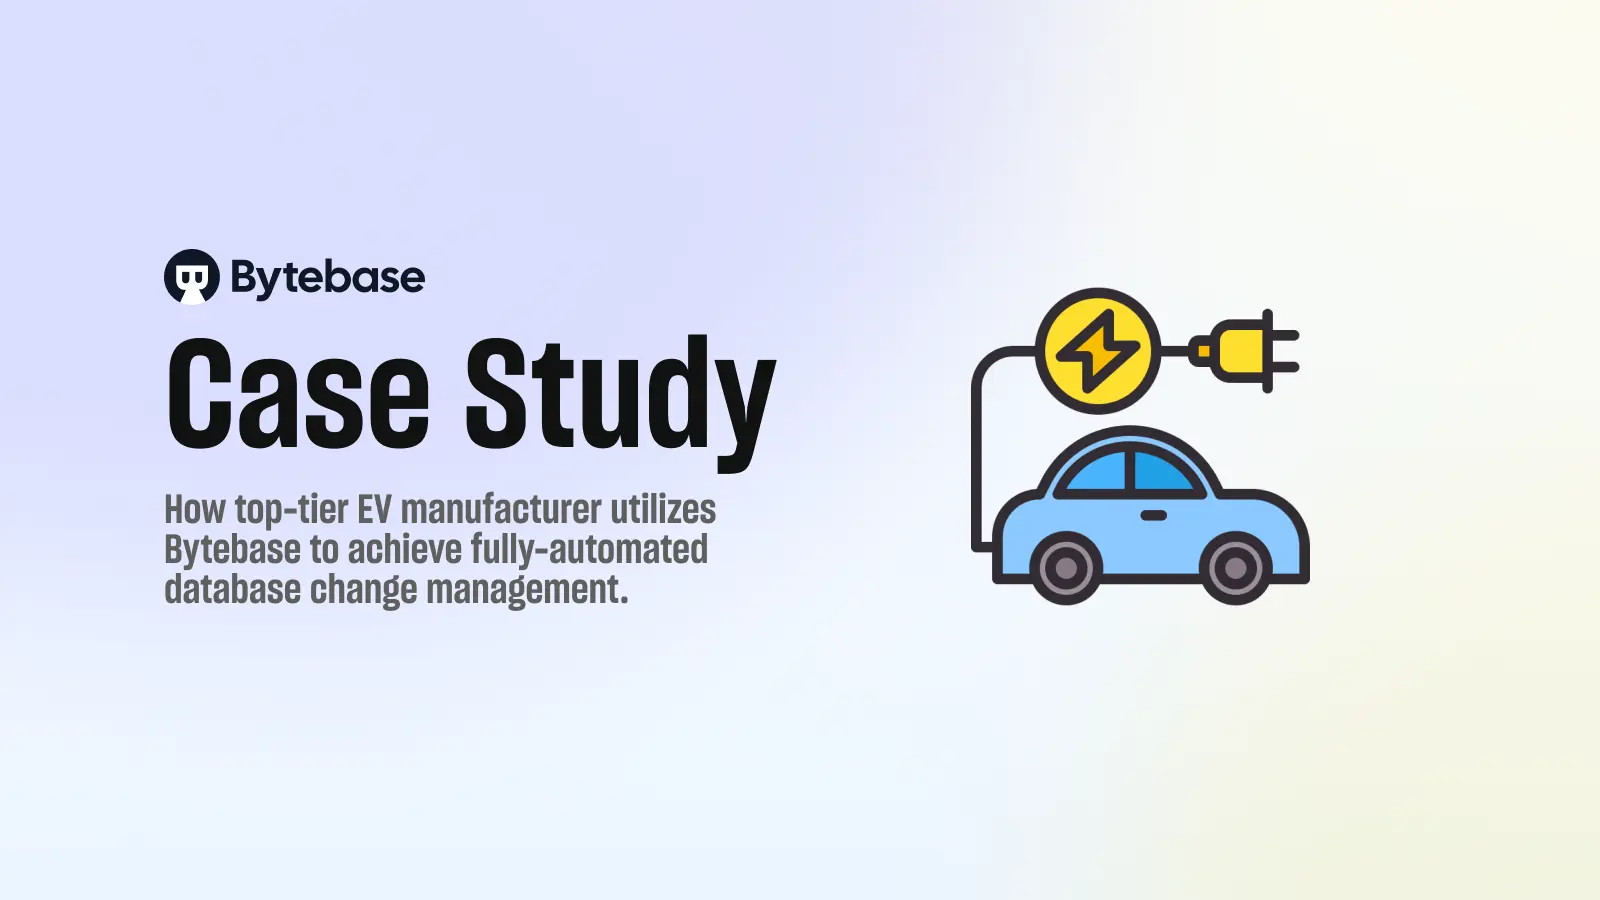 Bytebase
Case Study
How top-tier EV manufacturer utilizes
Bytebase to achieve fully-automated
database change management.